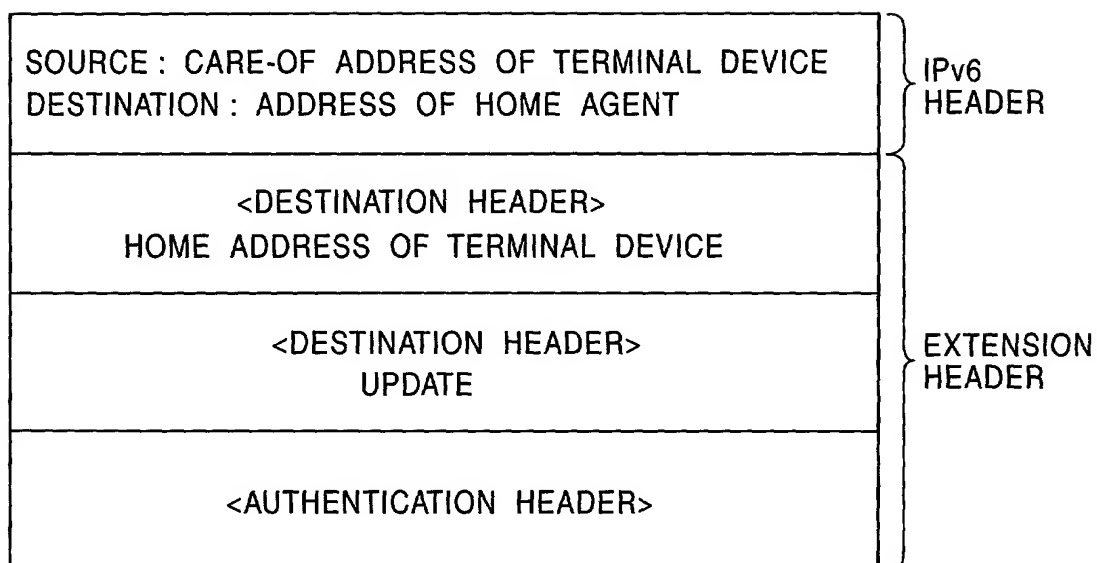 SOURCE : CARE-OF ADDRESS OF TERMINAL DEVICE
DESTINATION : ADDRESS OF HOME AGENT
IPv6
HEADER
<DESTINATION HEADER>
HOME ADDRESS OF TERMINAL DEVICE
<DESTINATION HEADER>
UPDATE
EXTENSION
HEADER
<AUTHENTICATION HEADER>